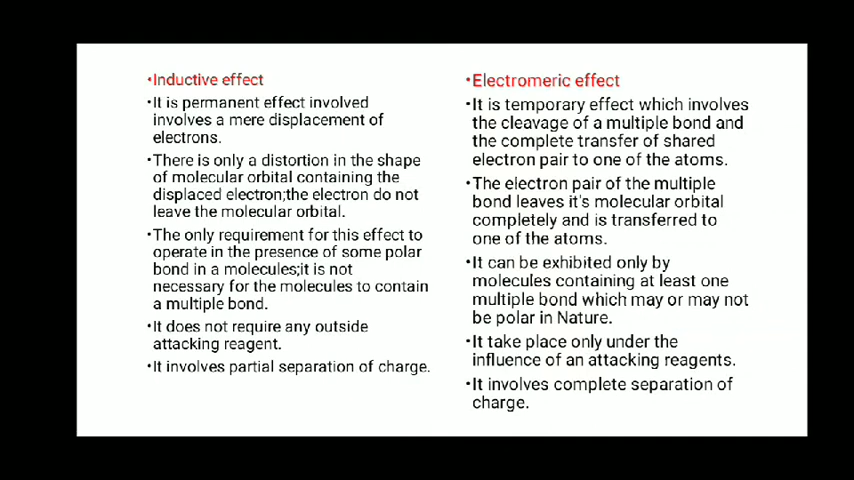 •Inductive effect
•It is permanent effect involved
involves a mere displacement of
electrons.
•There is only a distortion in the shape
of molecular orbital containing the
displaced electron;the electron do not
leave the molecular orbital.
•The only requirement for this effect to
operate in the presence of some polar
bond in a molecules;it is not
necessary for the molecules to contain
a multiple bond.
•It does not require any outside
attacking reagent.
•It involves partial separation of charge.
•Electromeric effect
•It is temporary effect which involves
the cleavage of a multiple bond and
the complete transfer of shared
electron pair to one of the atoms.
•The electron pair of the multiple
bond leaves it's molecular orbital
completely and is transferred to
one of the atoms.
•It can be exhibited only by
molecules containing at least one
multiple bond which may or may not
be polar in Nature.
•It take place only under the
influence of an attacking reagents.
•It involves complete separation of
charge.